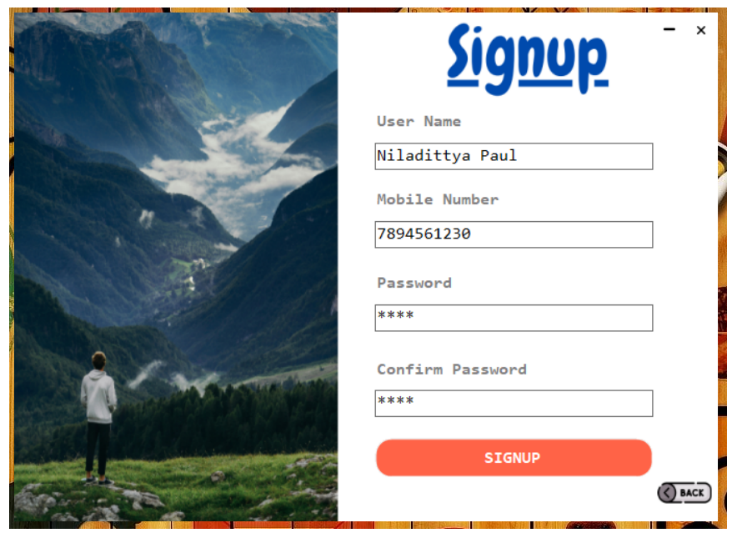 Signup
User Name
Niladittya Paul
Mobile Number
7894561230
Password
****
Confirm Password
****
SIGNUP
BACK